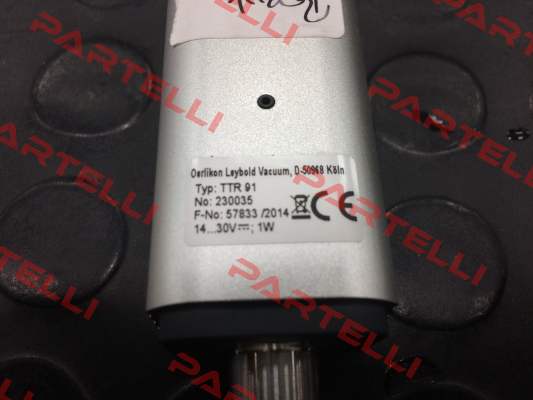 Oerlikon Leybold Vacuum, D-50968 Köln
Typ: TTR 91
No: 230035
F-No: 57833 /2014
14...30V⎓; 1W
CE
PARTELLI
PARTELLI
PARTELLI
PARTELLI
PARTELLI
PARTELLI